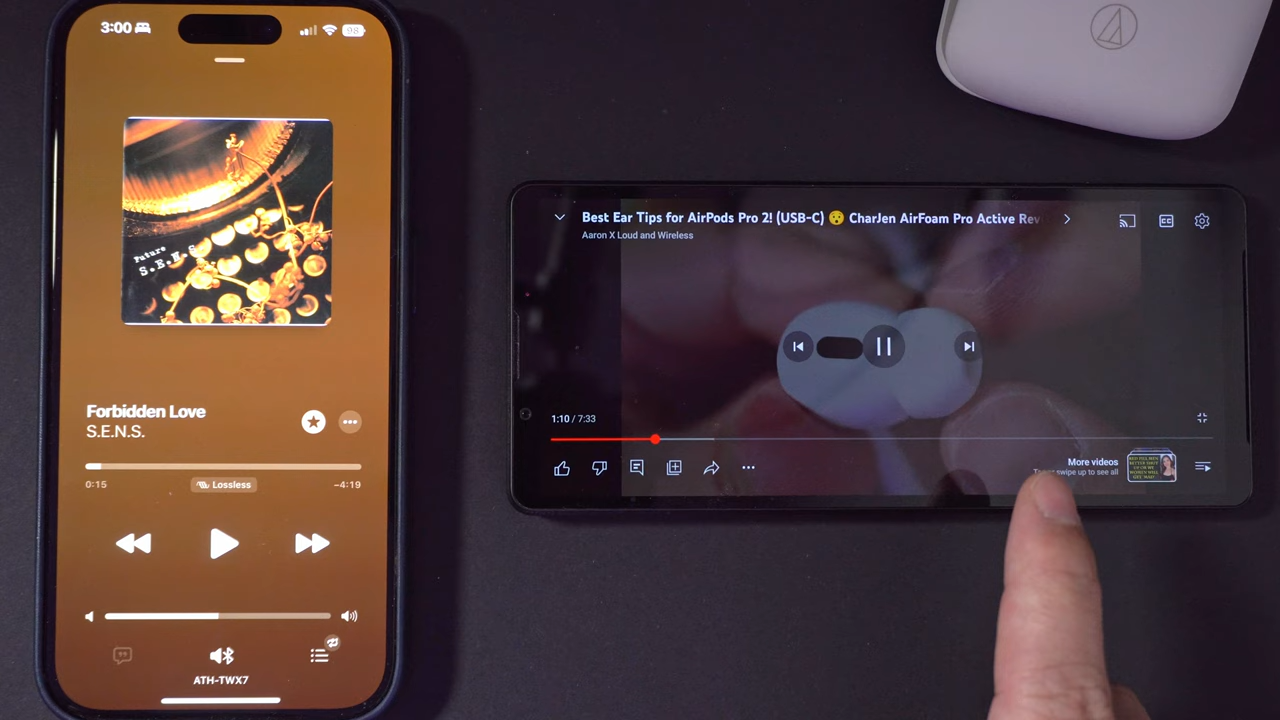 3:00
98
Future
S.E.N.S.
Forbidden Love
S.E.N.S.
0:15
Lossless
-4:19
ATH-TWX7
Best Ear Tips for AirPods Pro 2! (USB-C) 😯 CharJen AirFoam Pro Active Rev
Aaron X Loud and Wireless
CC
1:10 / 7:33
More videos
swipe up to see all